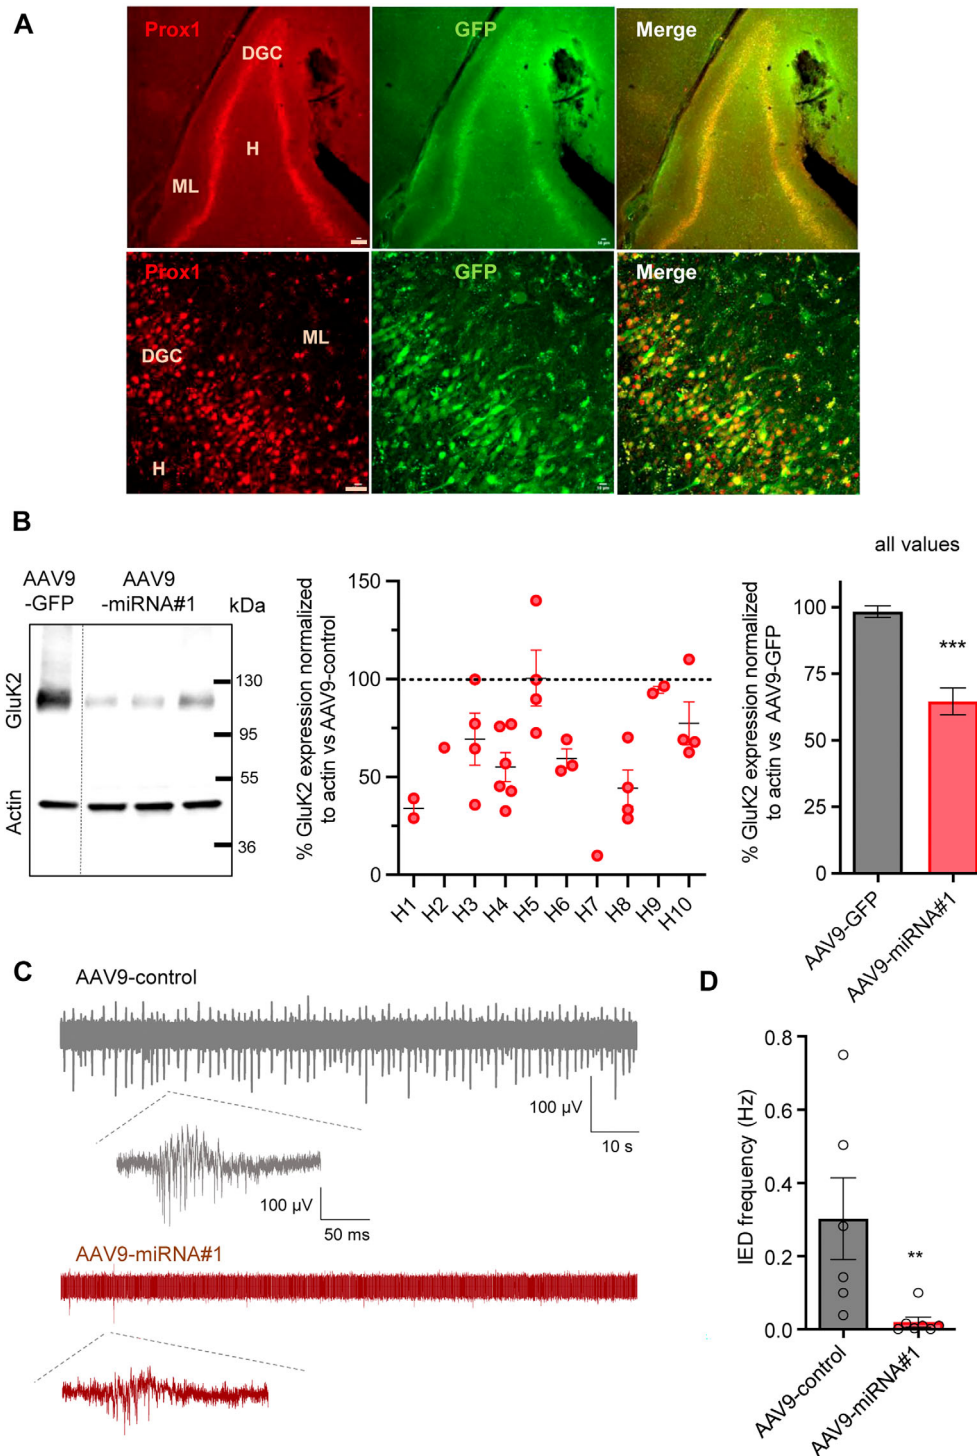 A
Prox1
GFP
Merge
DGC
H
ML
10 µm
Prox1
GFP
Merge
ML
DGC
H
10 µm
B
AAV9
-GFP
AAV9
-miRNA#1
kDa
GluK2
Actin
130
95
55
36
% GluK2 expression normalized
to actin vs AAV9-control
150
100
50
0
H1
H2
H3
H4
H5
H6
H7
H8
H9
H10
all values
% GluK2 expression normalized
to actin vs AAV9-GFP
100
75
50
25
0
***
AAV9-GFP
AAV9-miRNA#1
C
AAV9-control
100 µV
10 s
100 µV
50 ms
AAV9-miRNA#1
D
IED frequency (Hz)
0.8
0.6
0.4
0.2
0.0
**
AAV9-control
AAV9-miRNA#1